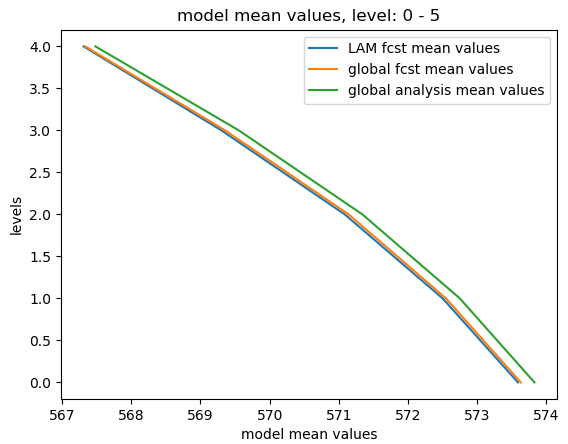 model mean values, level: 0 - 5
LAM fcst mean values
global fcst mean values
global analysis mean values
4.0
3.5
3.0
2.5
2.0
1.5
1.0
0.5
0.0
levels
567 568 569 570 571 572 573 574
model mean values